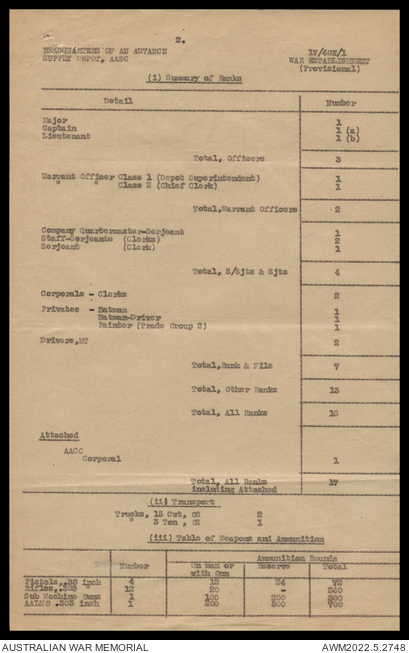 2.
HEADQUARTERS OF AN ADVANCE
SUPPLY DEPOT, AASC
IV/40E/1
WAR ESTABLISHMENT
(Provisional)
(i) Summary of Ranks
Detail Number
Major 1
Captain 1 (a)
Lieutenant 1 (b)
Total, Officers 3
Warrant Officer Class 1 (Depot Superintendent) 1
" " Class 2 (Chief Clerk) 1
Total,Warrant Officers 2
Company Quartermaster-Serjeant 1
Staff-Serjeants (Clerks) 2
Serjeant (Clerk) 1
Total, S/Sjts & Sjts 4
Corporals - Clerks 2
Privates - Batman 1
Batman-Driver 1
Painter (Trade Group 2) 1
Drivers,MT 2
Total,Rank & File 7
Total, Other Ranks 13
Total, All Ranks 16
Attached
AASC
Corporal 1
Total, All Ranks
including Attached 17
(ii) Transport
Trucks, 15 Cwt, GS 2
" 3 Ton , GS 1
(iii) Table of Weapons and Ammunition
Ammunition Rounds
Number On Man or with Gun Reserve Total
Pistols,.38 inch 4 12 24 72
Rifles,.303 " 12 20 - 240
Sub Machine Guns 1 100 200 300
AALMG .303 inch 1 200 500 700
AUSTRALIAN WAR MEMORIAL AWM2022.5.2748